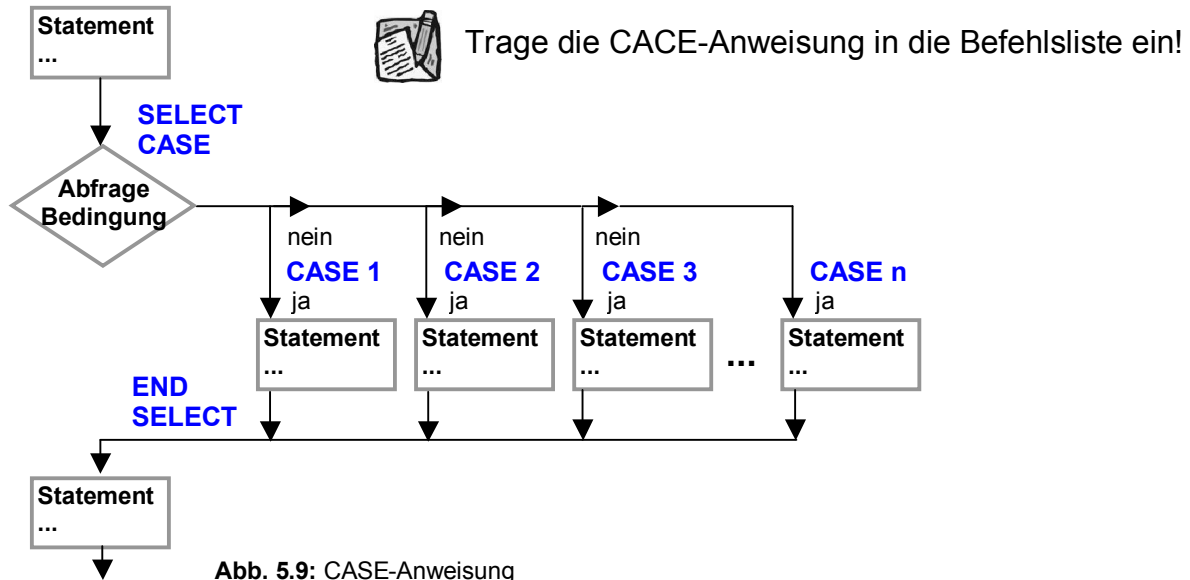 Statement
...
Trage die CACE-Anweisung in die Befehlsliste ein!
SELECT
CASE
Abfrage
Bedingung
nein
nein
nein
CASE 1
CASE 2
CASE 3
CASE n
ja
ja
ja
ja
Statement
...
Statement
...
Statement
...
...
Statement
...
END
SELECT
Statement
...
Abb. 5.9: CASE-Anweisung